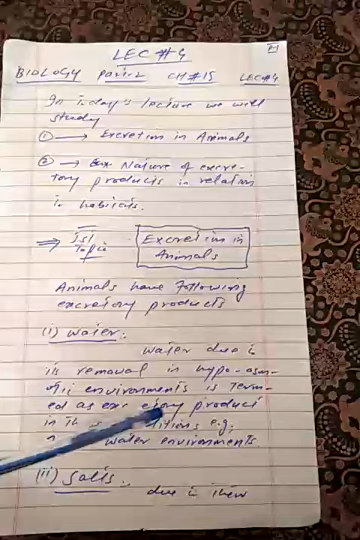 LEC # 4
BIOLOGY Part 2 CH # 15 LEC # 4
In Today's lecture we will
study
① → Excretion in Animals
② → Nature of excre-
tory products in relation
habitats.
⇒ 1st Topic
Excretion in
Animals
Animals have following
excretory products
(i) water:
water due to
its removal in hypo-osm-
otic environments is term-
ed as excretory product
in e.g.
water environments.
(ii) Salts:
due to their